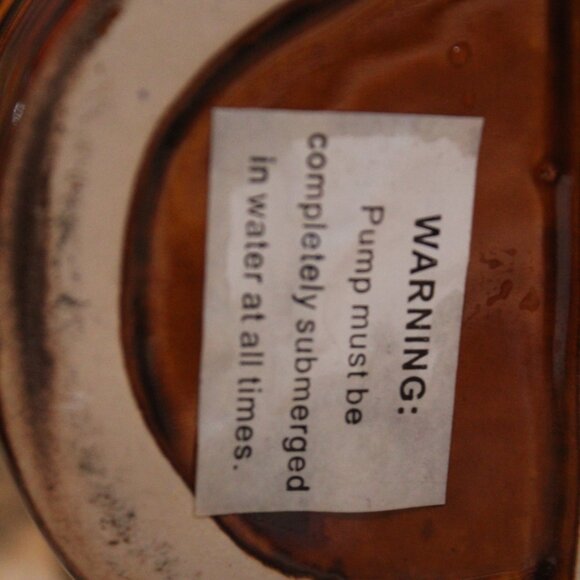 WARNING:
Pump must be
completely submerged
in water at all times.